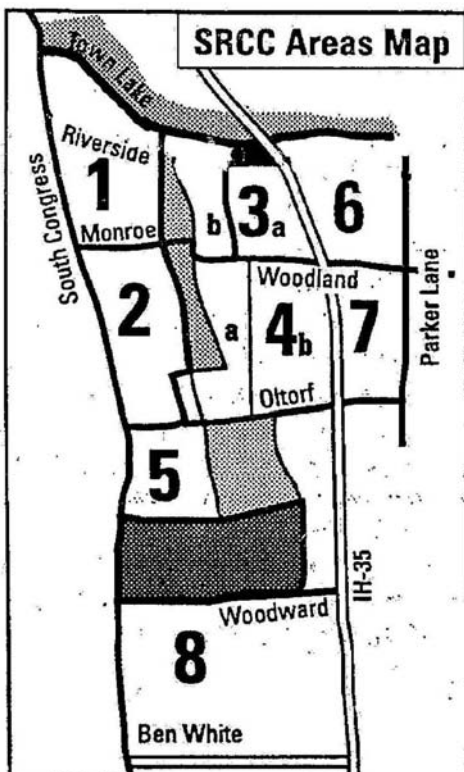 SRCC Areas Map
Town Lake
Riverside
1
b
3a
6
Monroe
South Congress
Woodland
2
a
4b
7
Parker Lane
Oltorf
5
IH-35
Woodward
8
Ben White